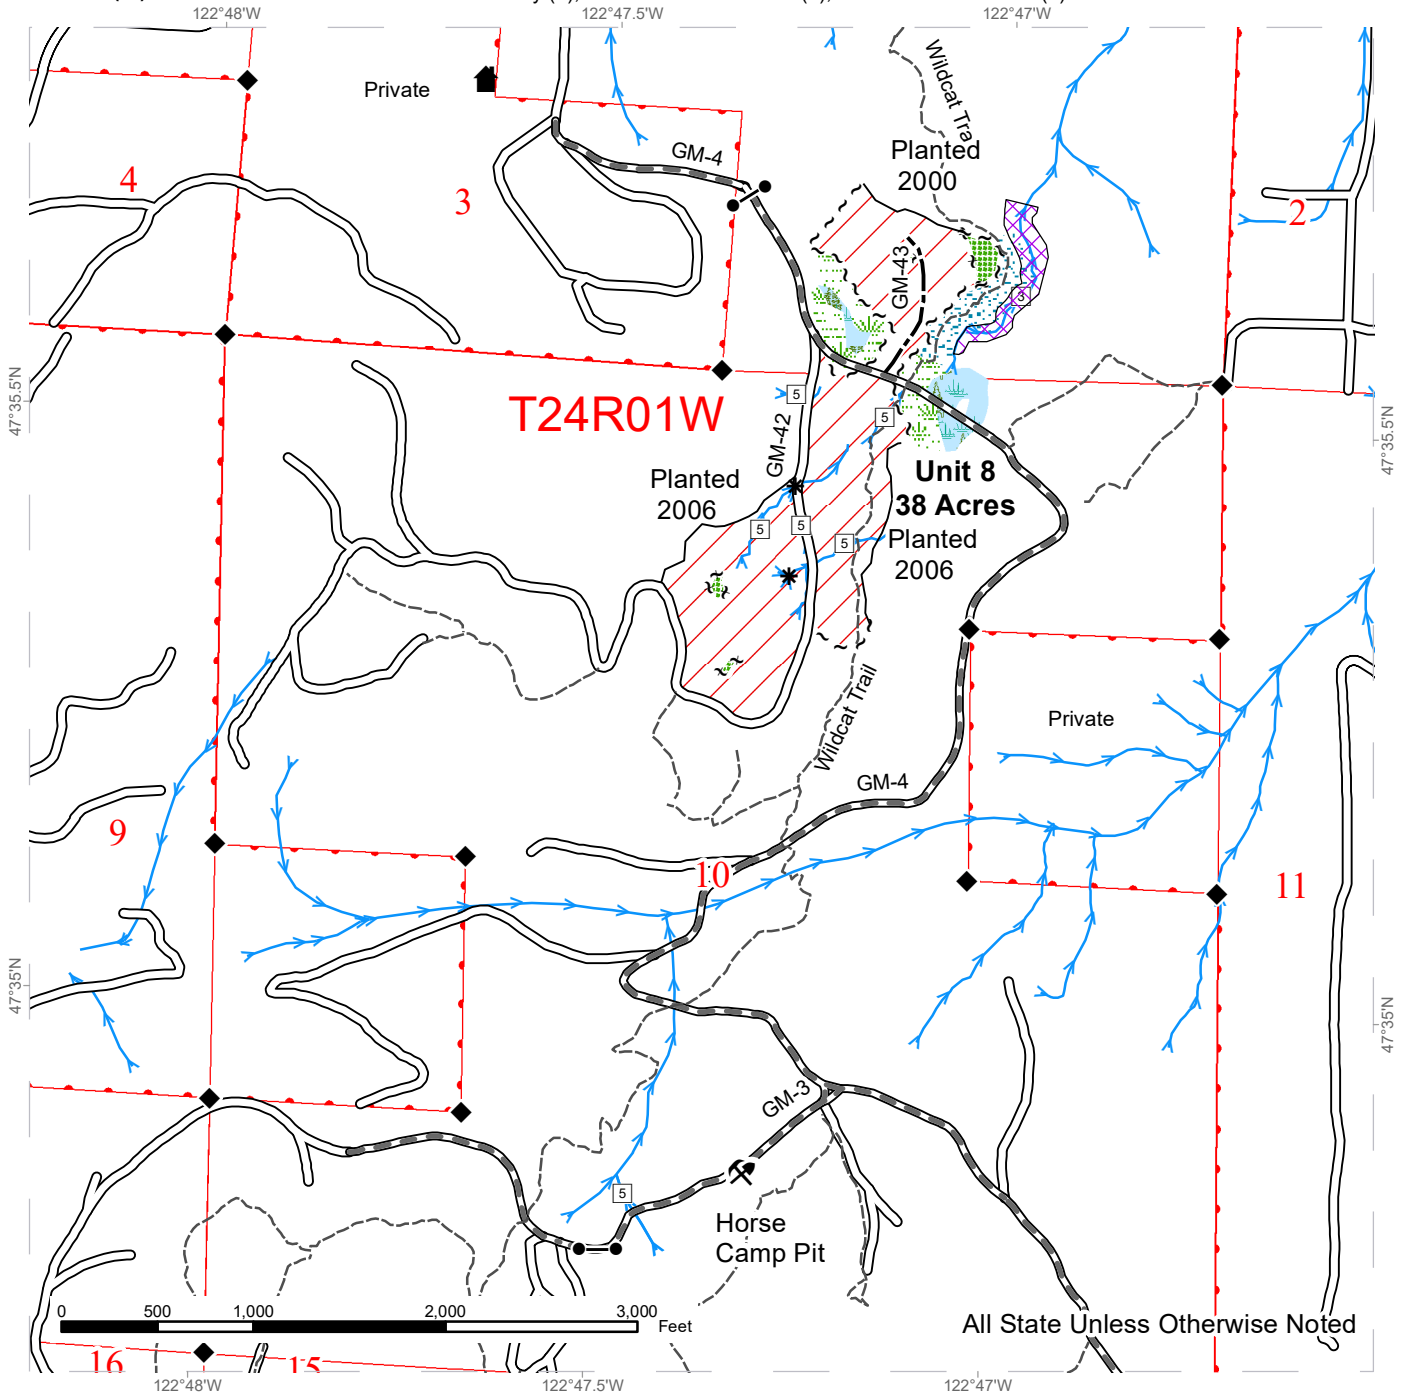 122°48'W
122°47.5'W
122°47'W
Private
Wildcat Trail
GM-4
Planted
2000
4
3
2
GM-43
3
47°35.5'N
47°35.5'N
T24R01W
5
5
GM-42
Unit 8
38 Acres
Planted
2006
5
5
5
Planted
2006
Wildcat Trail
Private
GM-4
9
10
11
47°35'N
47°35'N
GM-3
5
Horse
Camp Pit
0 500 1,000 2,000 3,000
Feet
All State Unless Otherwise Noted
16
15
122°48'W
122°47.5'W
122°47'W